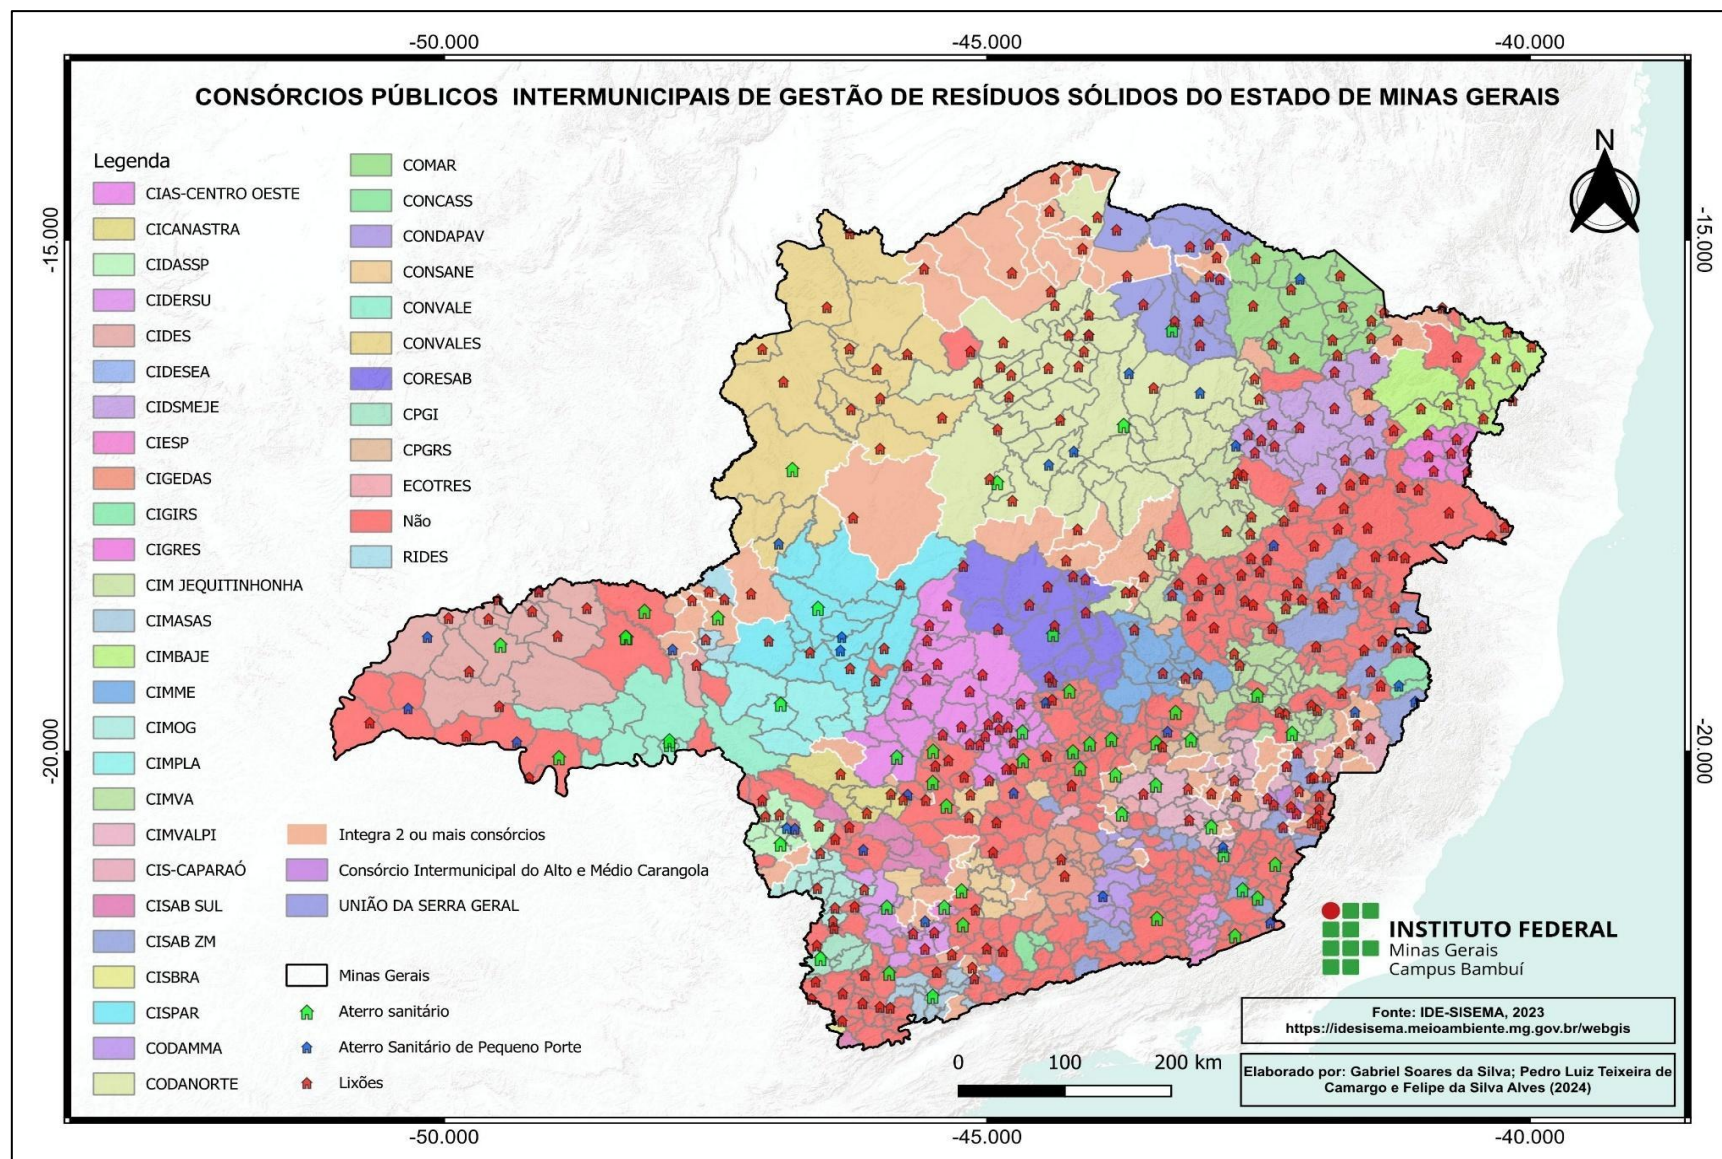 -50.000
-45.000
-40.000
CONSÓRCIOS PÚBLICOS INTERMUNICIPAIS DE GESTÃO DE RESÍDUOS SÓLIDOS DO ESTADO DE MINAS GERAIS
N
-15.000
-15.000
-20.000
-20.000
Legenda
CIAS-CENTRO OESTE
CICANASTRA
CIDASSP
CIDERSU
CIDES
CIDESEA
CIDSMEJE
CIESP
CIGEDAS
CIGIRS
CIGRES
CIM JEQUITINHONHA
CIMASAS
CIMBAJE
CIMME
CIMOG
CIMPLA
CIMVA
CIMVALPI
CIS-CAPARAÓ
CISAB SUL
CISAB ZM
CISBRA
CISPAR
CODAMMA
CODANORTE
COMAR
CONCASS
CONDAPAV
CONSANE
CONVALE
CONVALES
CORESAB
CPGI
CPGRS
ECOTRES
Não
RIDES
Integra 2 ou mais consórcios
Consórcio Intermunicipal do Alto e Médio Carangola
UNIÃO DA SERRA GERAL
Minas Gerais
Aterro sanitário
Aterro Sanitário de Pequeno Porte
Lixões
0 100 200 km
INSTITUTO FEDERAL
Minas Gerais
Campus Bambuí
Fonte: IDE-SISEMA, 2023
https://idesisema.meioambiente.mg.gov.br/webgis
Elaborado por: Gabriel Soares da Silva; Pedro Luiz Teixeira de
Camargo e Felipe da Silva Alves (2024)
-50.000
-45.000
-40.000